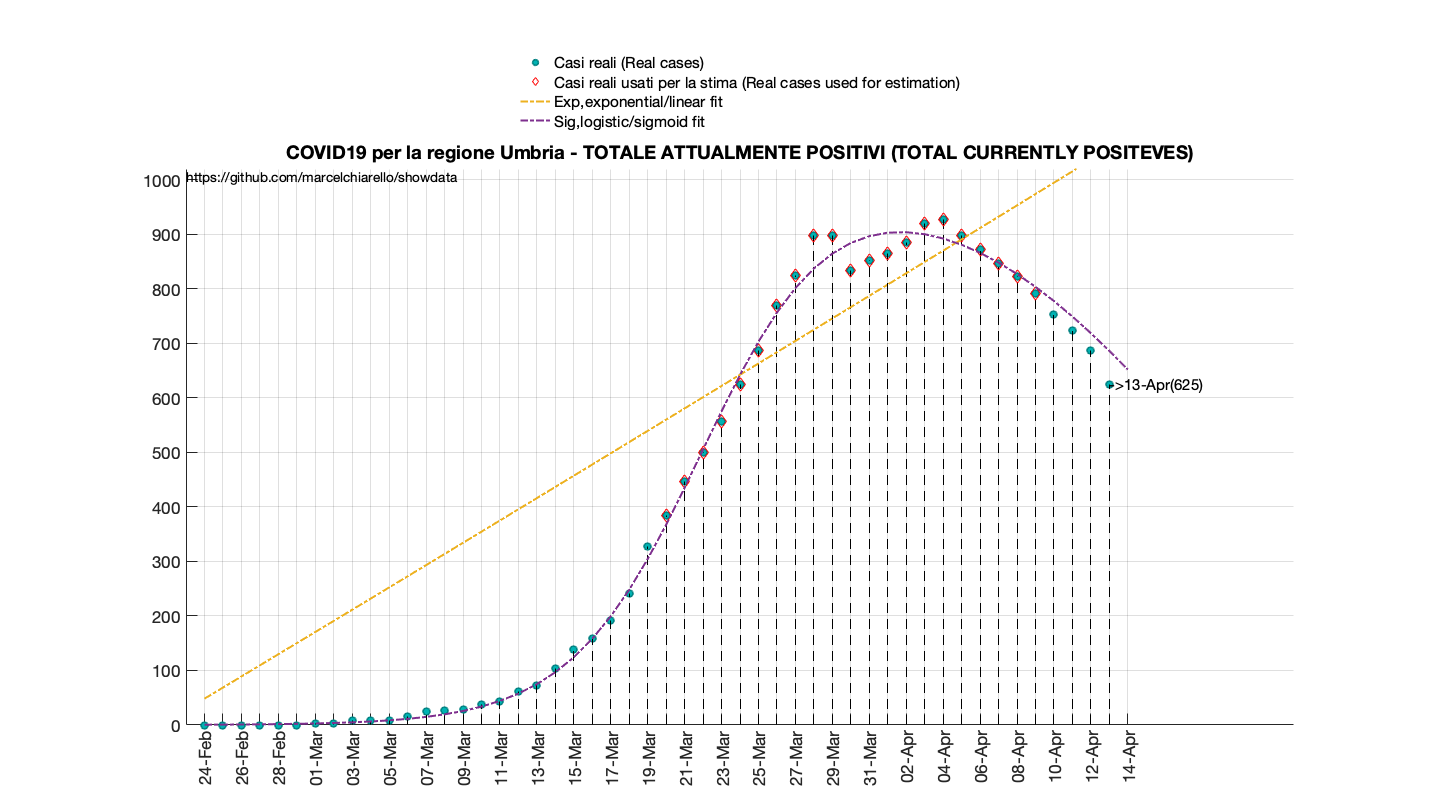 Casi reali (Real cases)
Casi reali usati per la stima (Real cases used for estimation)
Exp,exponential/linear fit
Sig,logistic/sigmoid fit
COVID19 per la regione Umbria - TOTALE ATTUALMENTE POSITIVI (TOTAL CURRENTLY POSITEVES)
https://github.com/marcelchiarello/showdata
1000
900
800
700
600
500
400
300
200
100
0
->13-Apr(625)
24-Feb
26-Feb
28-Feb
01-Mar
03-Mar
05-Mar
07-Mar
09-Mar
11-Mar
13-Mar
15-Mar
17-Mar
19-Mar
21-Mar
23-Mar
25-Mar
27-Mar
29-Mar
31-Mar
02-Apr
04-Apr
06-Apr
08-Apr
10-Apr
12-Apr
14-Apr